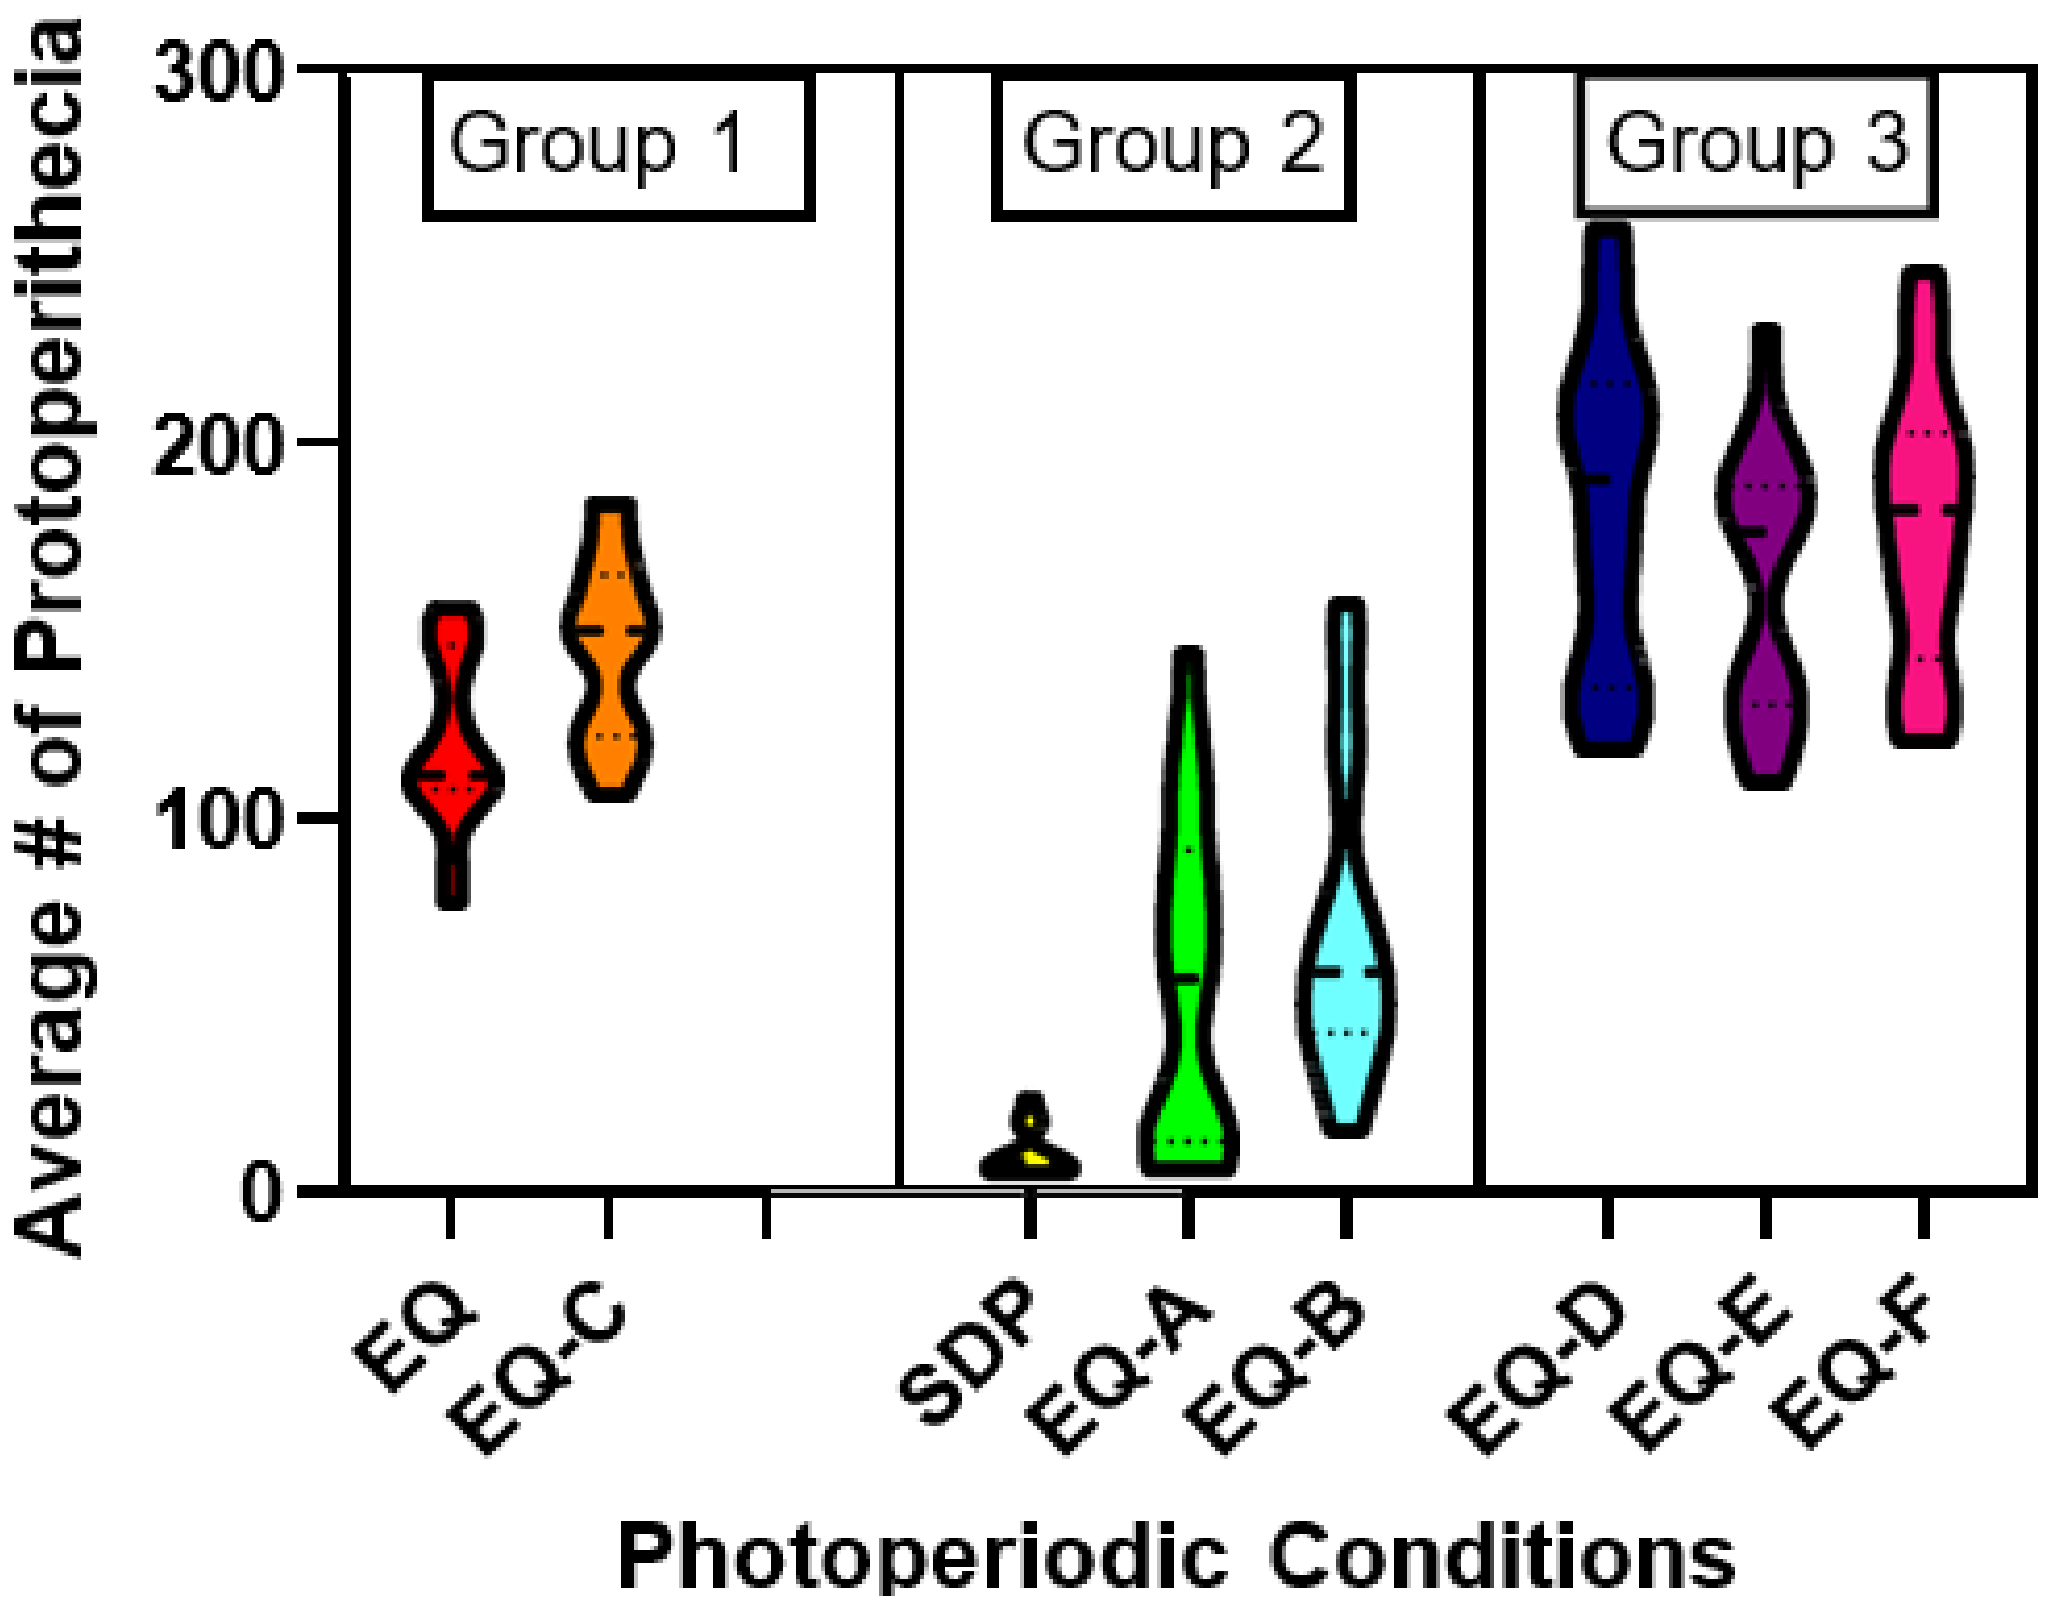 Average # of Protoperithecia
300
200
100
0
Group 1
Group 2
Group 3
EQ
EQ-C
SDP
EQ-A
EQ-B
EQ-D
EQ-E
EQ-F
Photoperiodic Conditions